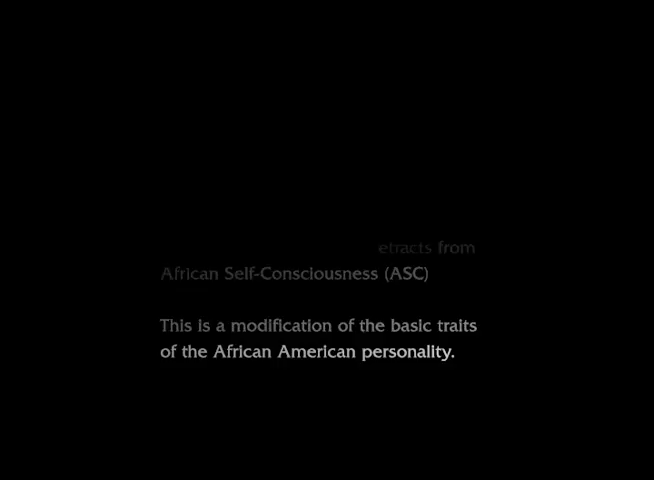 etracts from
African Self-Consciousness (ASC)
This is a modification of the basic traits
of the African American personality.